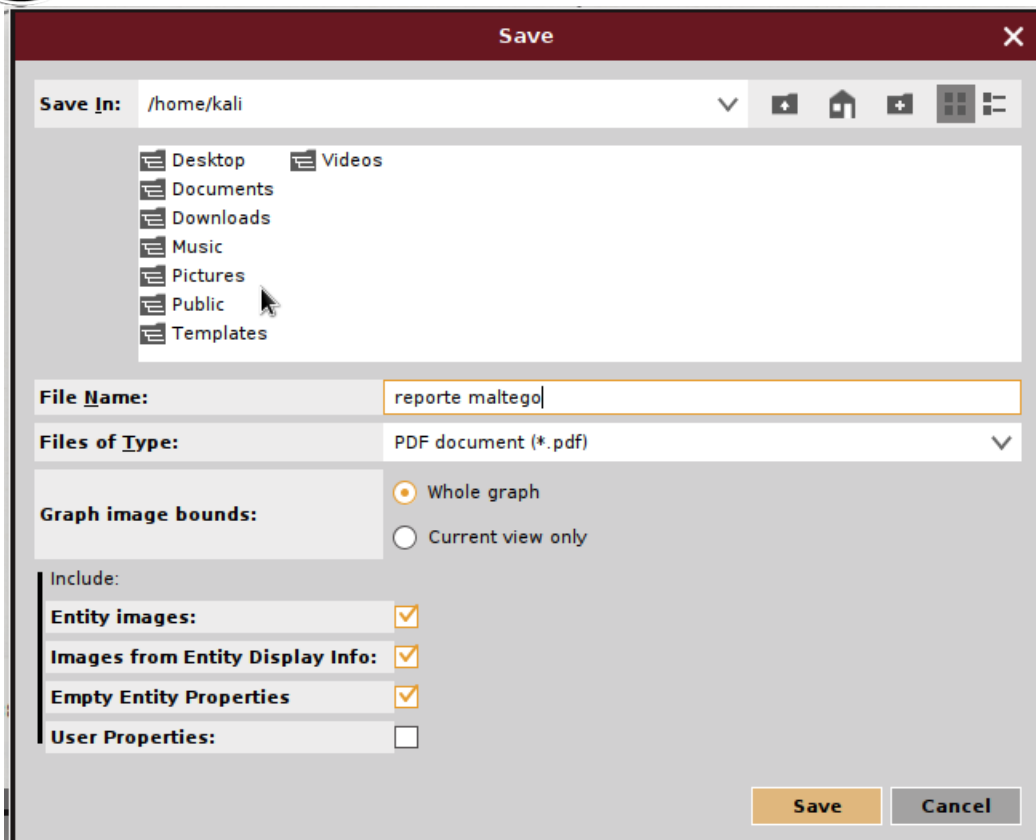 Save
Save In: /home/kali
Desktop Videos
Documents
Downloads
Music
Pictures
Public
Templates
File Name: reporte maltego
Files of Type: PDF document (*.pdf)
Graph image bounds: Whole graph
Current view only
Include:
Entity images:
Images from Entity Display Info:
Empty Entity Properties
User Properties:
Save Cancel